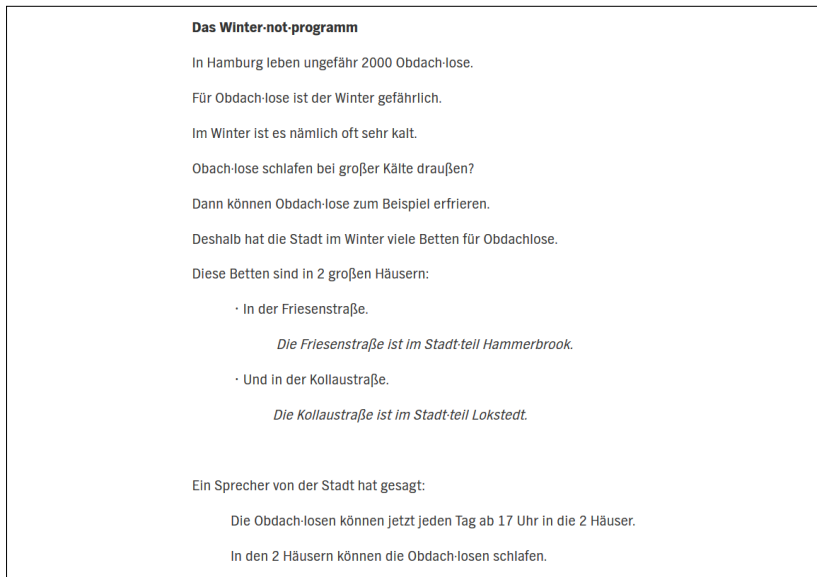 Das Winter·not·programm
In Hamburg leben ungefähr 2000 Obdach·lose.
Für Obdach·lose ist der Winter gefährlich.
Im Winter ist es nämlich oft sehr kalt.
Obach·lose schlafen bei großer Kälte draußen?
Dann können Obdach·lose zum Beispiel erfrieren.
Deshalb hat die Stadt im Winter viele Betten für Obdachlose.
Diese Betten sind in 2 großen Häusern:
· In der Friesenstraße.
Die Friesenstraße ist im Stadt·teil Hammerbrook.
· Und in der Kollaustraße.
Die Kollaustraße ist im Stadt·teil Lokstedt.
Ein Sprecher von der Stadt hat gesagt:
Die Obdach·losen können jetzt jeden Tag ab 17 Uhr in die 2 Häuser.
In den 2 Häusern können die Obdach·losen schlafen.